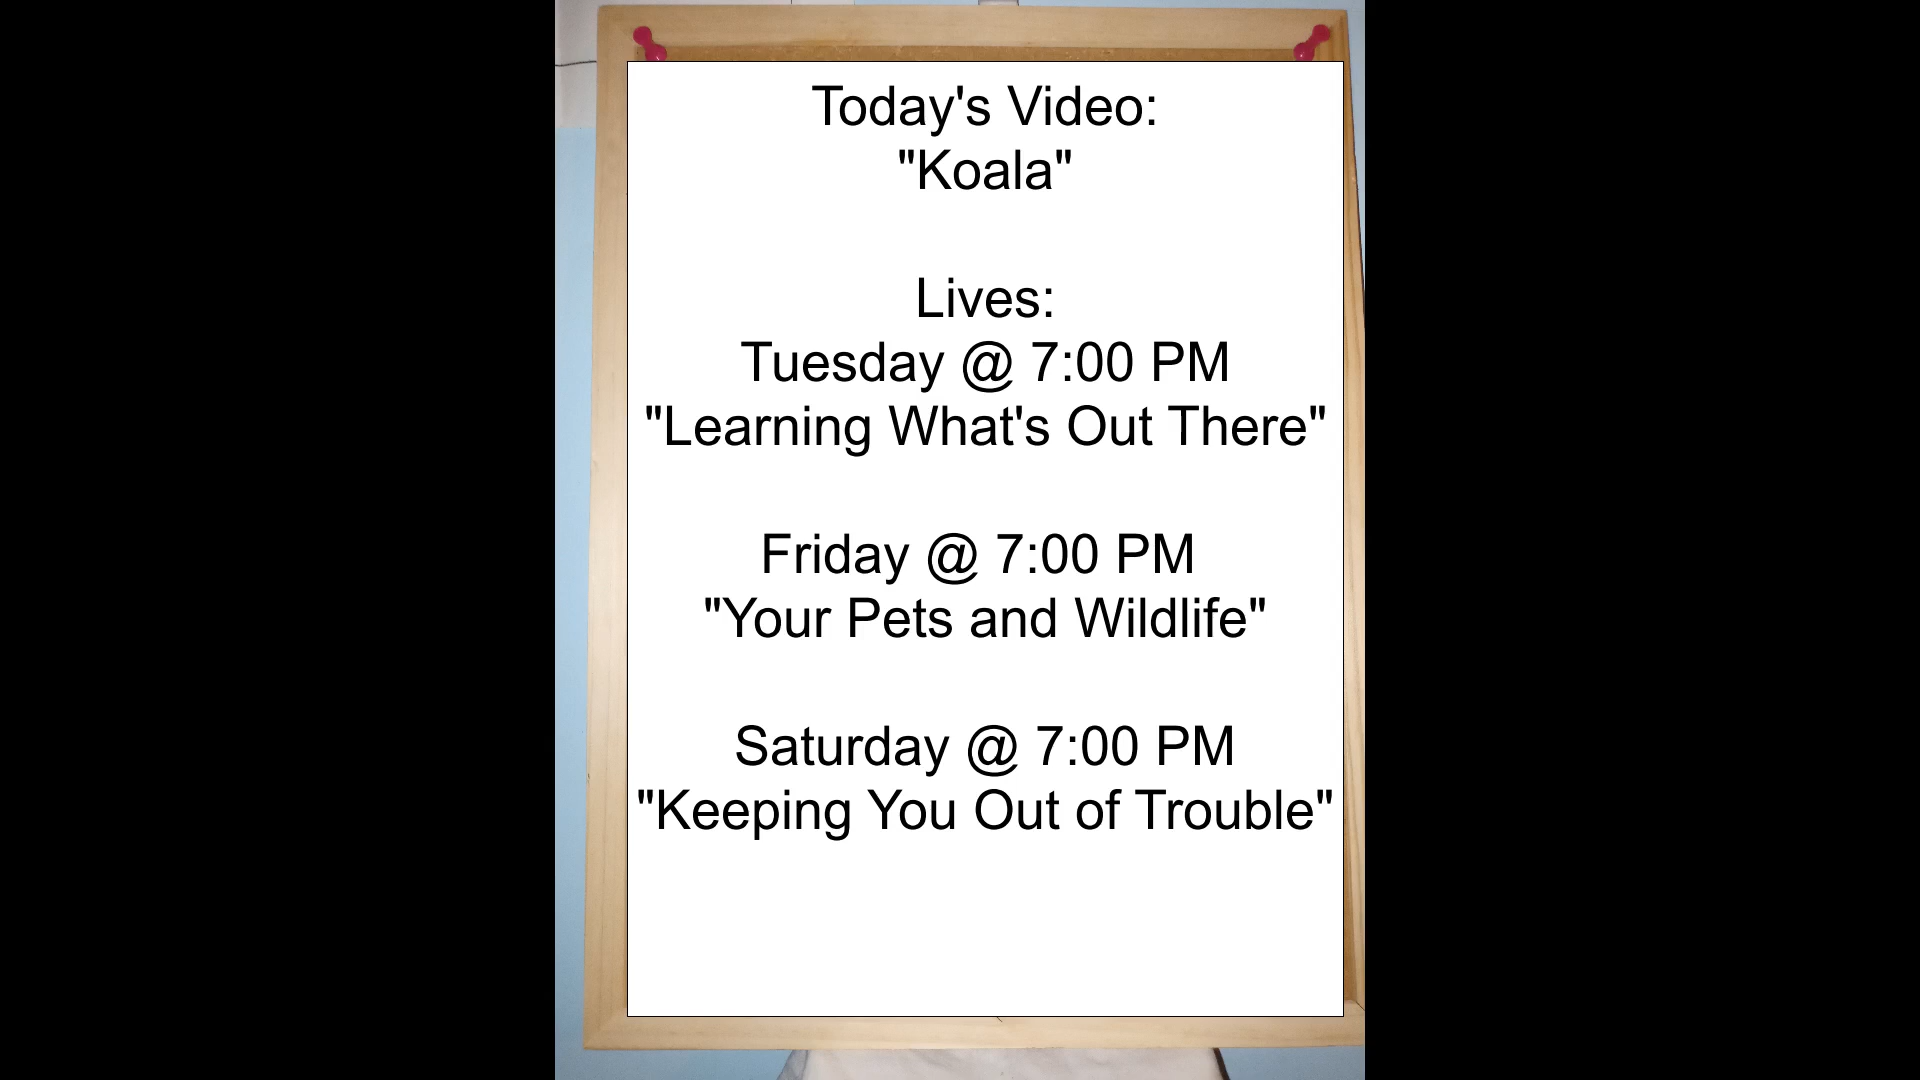 Today's Video:
"Koala"
Lives:
Tuesday @ 7:00 PM
"Learning What's Out There"
Friday @ 7:00 PM
"Your Pets and Wildlife"
Saturday @ 7:00 PM
"Keeping You Out of Trouble"